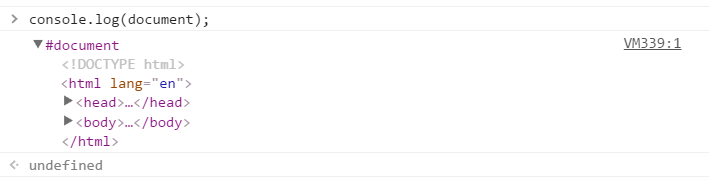 console.log(document);
#document VM339:1
<!DOCTYPE html>
<html lang="en">
<head>…</head>
<body>…</body>
</html>
undefined